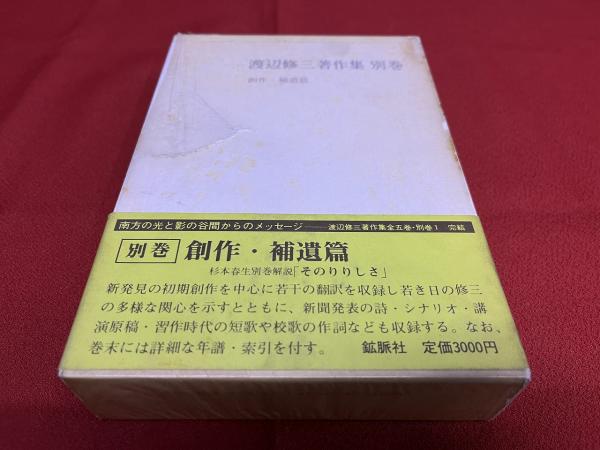 渡辺修三著作集 別巻
創作・補遺篇
南方の光と影の谷間からのメッセージ――渡辺修三著作集全五巻・別巻1 完結
別巻 創作・補遺篇
杉本春生別巻解説「そのりりしさ」
新発見の初期創作を中心に若干の翻訳を収録し若き日の修三
の多様な関心を示すとともに、新聞発表の詩・シナリオ・講
演原稿・習作時代の短歌や校歌の作詞なども収録する。なお、
巻末には詳細な年譜・索引を付す。 鉱脈社 定価3000円